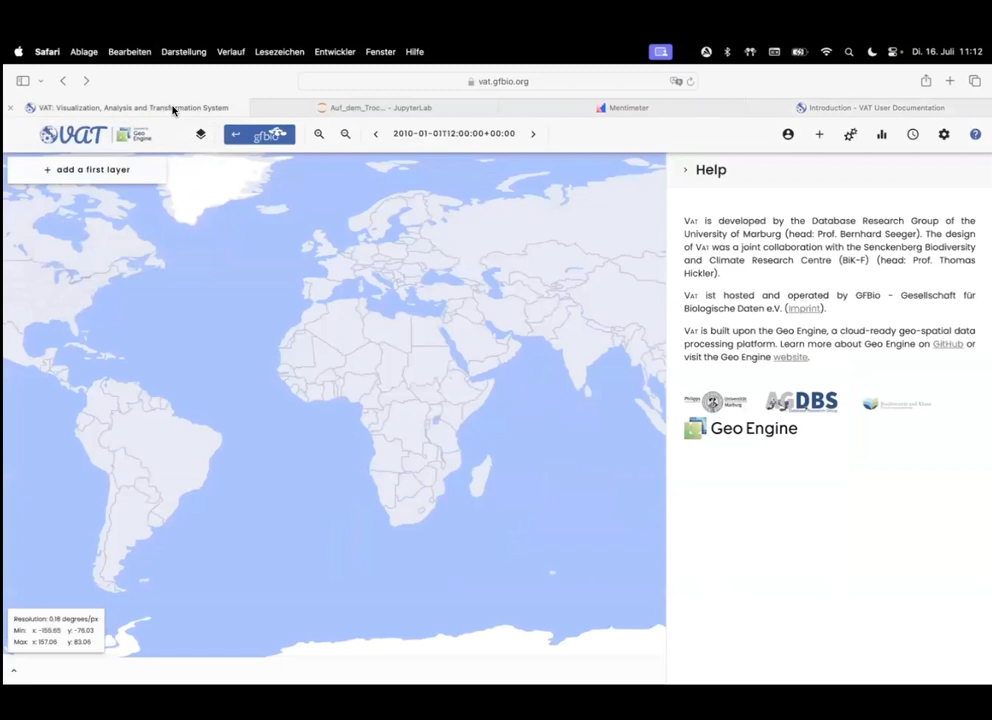 Safari Ablage Bearbeiten Darstellung Verlauf Lesezeichen Entwickler Fenster Hilfe Di. 16. Juli 11:12
vat.gfbio.org
VAT: Visualization, Analysis and Transformation System Auf_dem_Troc... - JupyterLab Mentimeter Introduction - VAT User Documentation
VAT Geo Engine gfbio 2010-01-01T12:00:00+00:00
+ add a first layer
Help
VAT is developed by the Database Research Group of the
University of Marburg (head: Prof. Bernhard Seeger). The design
of VAT was a joint collaboration with the Senckenberg Biodiversity
and Climate Research Centre (BiK-F) (head: Prof. Thomas
Hickler).
VAT ist hosted and operated by GFBio - Gesellschaft für
Biologische Daten e.V. (Imprint).
VAT is built upon the Geo Engine, a cloud-ready geo-spatial data
processing platform. Learn more about Geo Engine on GitHub or
visit the Geo Engine website.
Philipps Universität Marburg AGDBS
Geo Engine
Resolution: 0.18 degrees/px
Min: x: -155.65 y: -76.03
Max: x: 157.06 y: 83.06